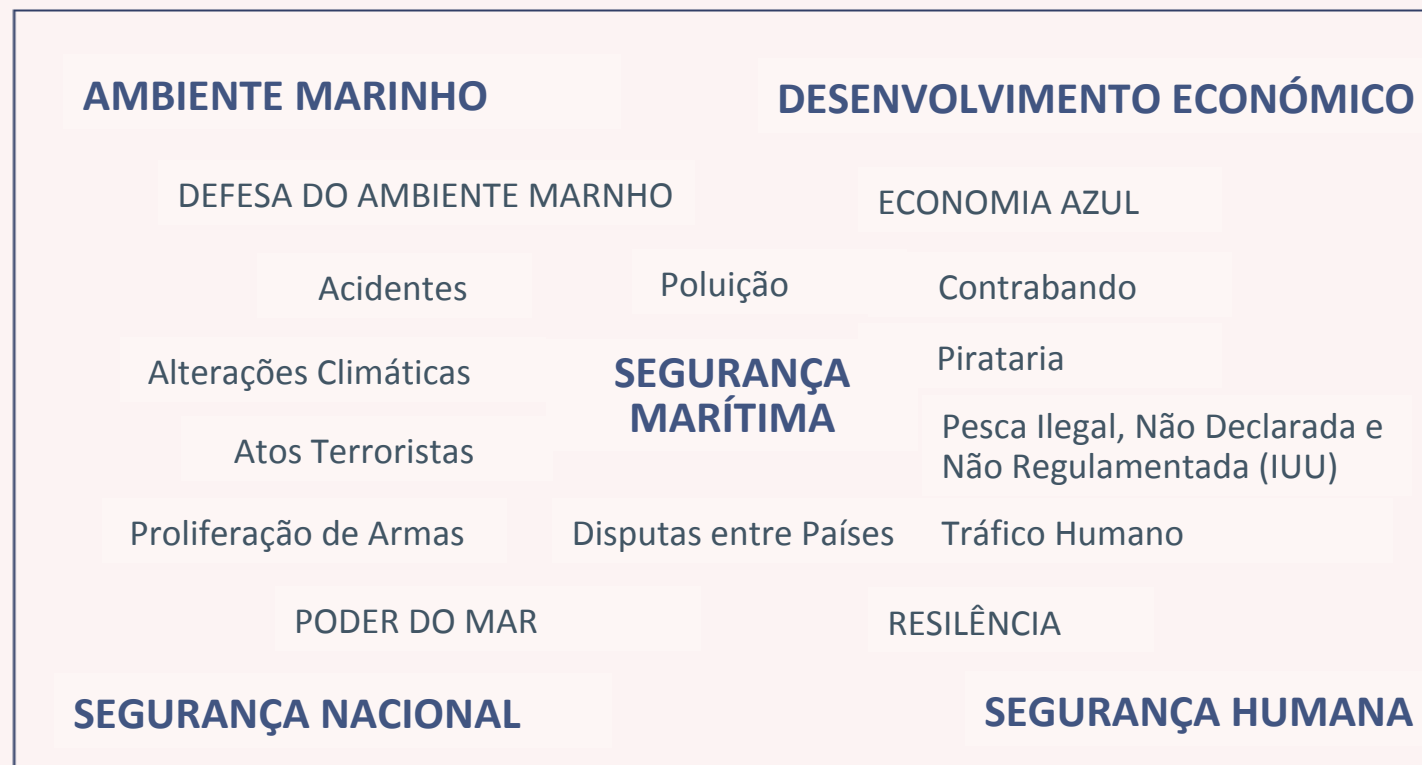 AMBIENTE MARINHO
DESENVOLVIMENTO ECONÓMICO
DEFESA DO AMBIENTE MARNHO
ECONOMIA AZUL
Acidentes
Poluição
Contrabando
Alterações Climáticas
SEGURANÇA
MARÍTIMA
Pirataria
Atos Terroristas
Pesca Ilegal, Não Declarada e
Não Regulamentada (IUU)
Proliferação de Armas
Disputas entre Países
Tráfico Humano
PODER DO MAR
RESILÊNCIA
SEGURANÇA NACIONAL
SEGURANÇA HUMANA